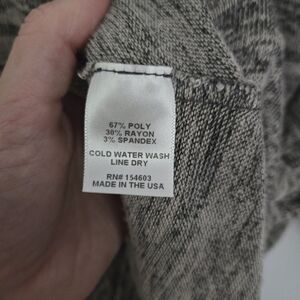 67% POLY
30% RAYON
3% SPANDEX
COLD WATER WASH
LINE DRY
RN# 154603
MADE IN THE USA